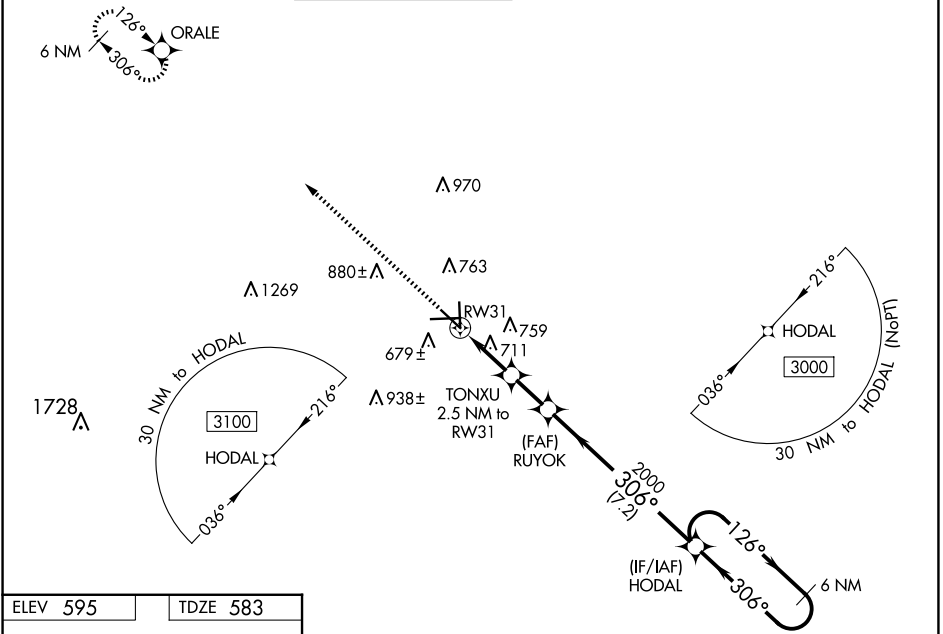 126°
ORALE
6 NM
306°
970
880±
763
1269
RW31
759
679±
711
216°
HODAL
3000
036°
30 NM to HODAL (NoPT)
30 NM to HODAL
1728
216°
3100
HODAL
036°
938±
TONXU
2.5 NM to
RW31
(FAF)
RUYOK
2000
306°
(7.2)
126°
(IF/IAF)
HODAL
306°
6 NM
ELEV 595
TDZE 583